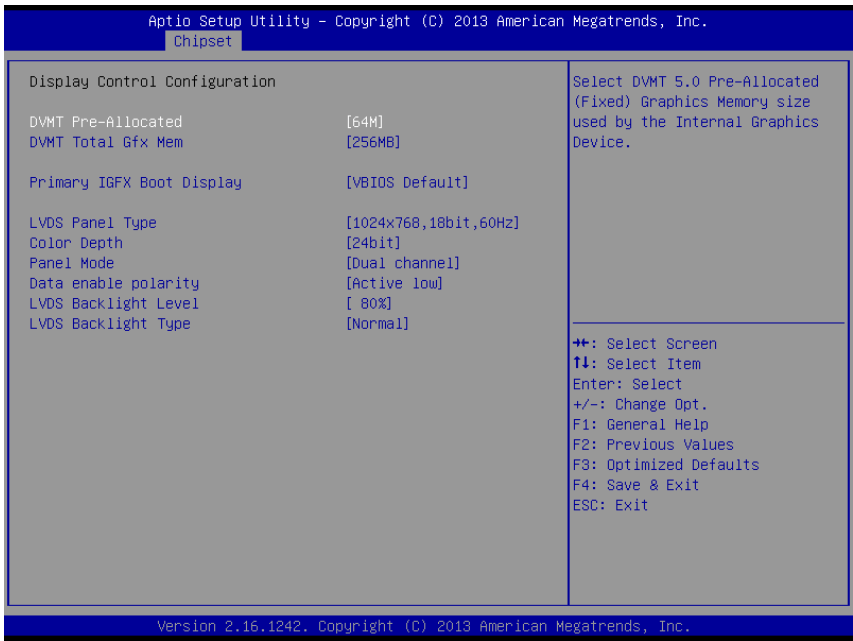 Aptio Setup Utility – Copyright (C) 2013 American Megatrends, Inc.
Chipset
Display Control Configuration
DVMT Pre-Allocated [64M]
DVMT Total Gfx Mem [256MB]
Primary IGFX Boot Display [VBIOS Default]
LVDS Panel Type [1024x768,18bit,60Hz]
Color Depth [24bit]
Panel Mode [Dual channel]
Data enable polarity [Active low]
LVDS Backlight Level [ 80%]
LVDS Backlight Type [Normal]
Select DVMT 5.0 Pre-Allocated
(Fixed) Graphics Memory size
used by the Internal Graphics
Device.
→←: Select Screen
↑↓: Select Item
Enter: Select
+/-: Change Opt.
F1: General Help
F2: Previous Values
F3: Optimized Defaults
F4: Save & Exit
ESC: Exit
Version 2.16.1242. Copyright (C) 2013 American Megatrends, Inc.